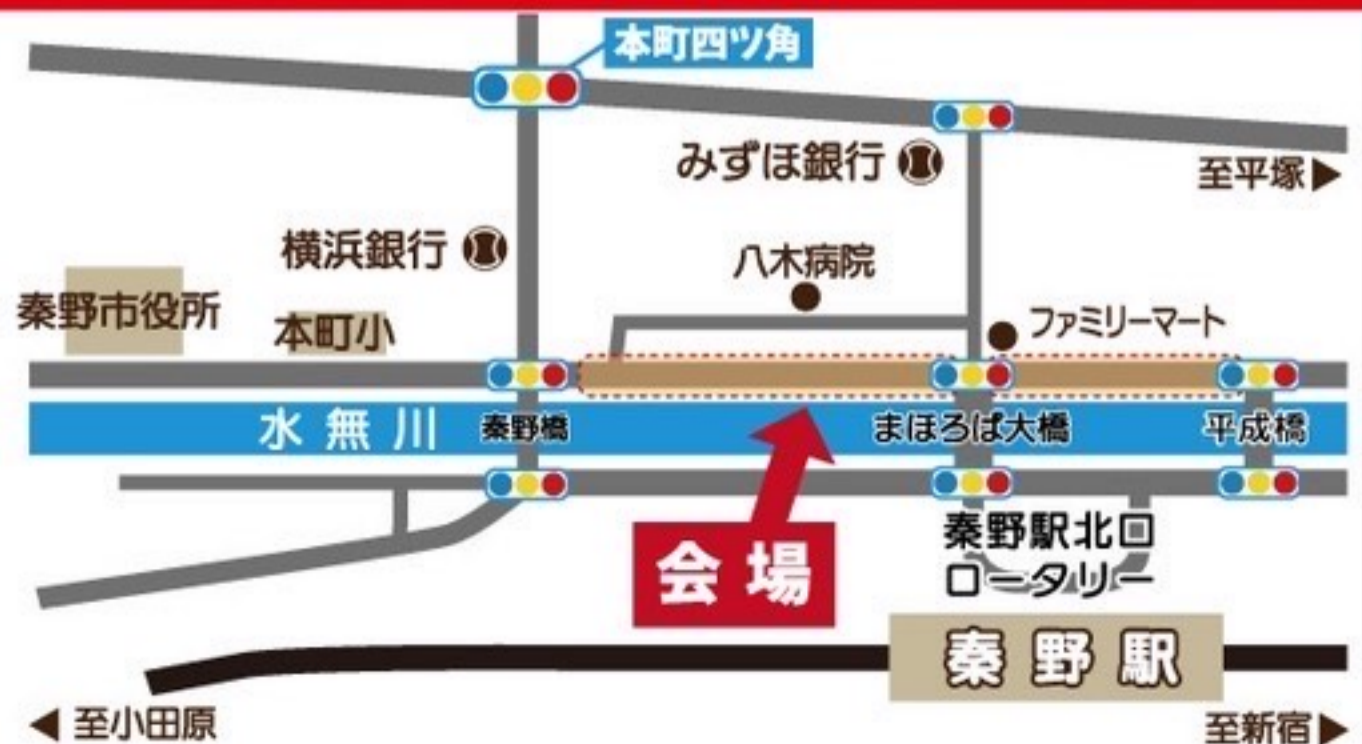 本町四ツ角
みずほ銀行
至平塚▶
横浜銀行
八木病院
秦野市役所
本町小
ファミリーマート
水無川
秦野橋
まほろば大橋
平成橋
会場
秦野駅北口
ロータリー
秦野駅
◀至小田原
至新宿▶